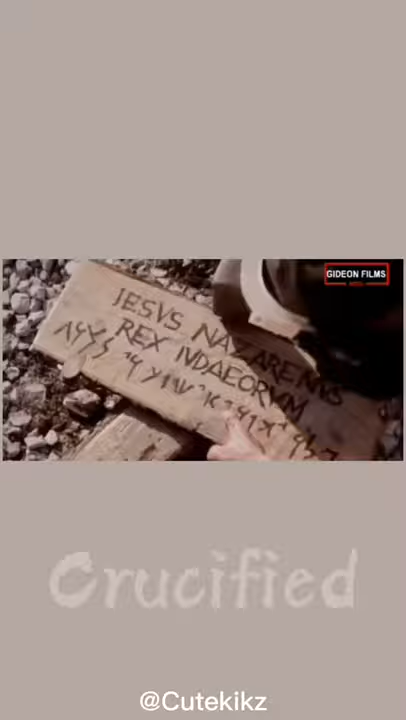 GIDEON FILMS
IESVS NAZARENVS
REX IVDAEORVM
Crucified
@Cutekikz